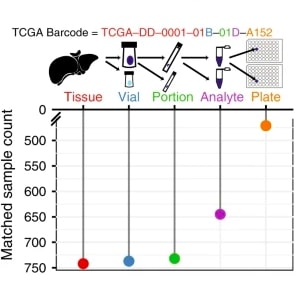 TCGA Barcode = TCGA–DD–0001–01B–01D–A152
Tissue Vial Portion Analyte Plate
Matched sample count
0
500
550
600
650
700
750